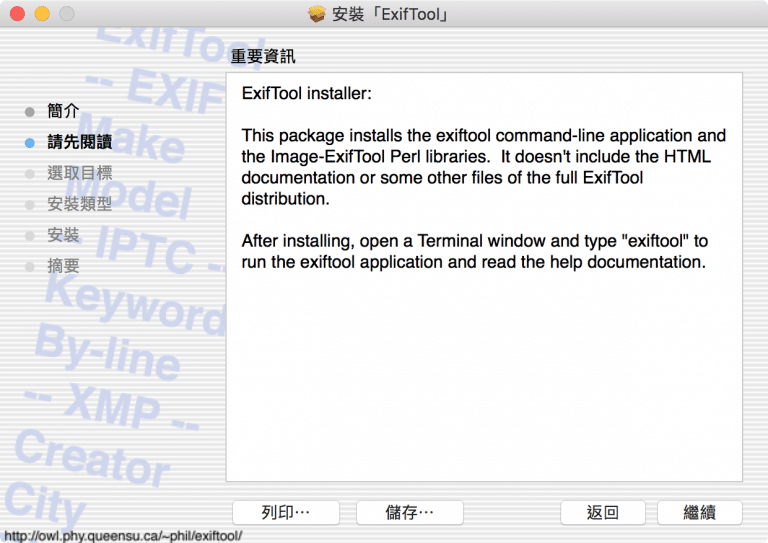 安裝「ExifTool」
ExifTool
-- EXIF
Make
Model
-- IPTC --
Keyword
By-line
-- XMP --
Creator
City
http://owl.phy.queensu.ca/~phil/exiftool/
簡介
請先閱讀
選取目標
安裝類型
安裝
摘要
重要資訊
ExifTool installer:
This package installs the exiftool command-line application and
the Image-ExifTool Perl libraries.  It doesn't include the HTML
documentation or some other files of the full ExifTool
distribution.
After installing, open a Terminal window and type "exiftool" to
run the exiftool application and read the help documentation.
列印⋯
儲存⋯
返回
繼續